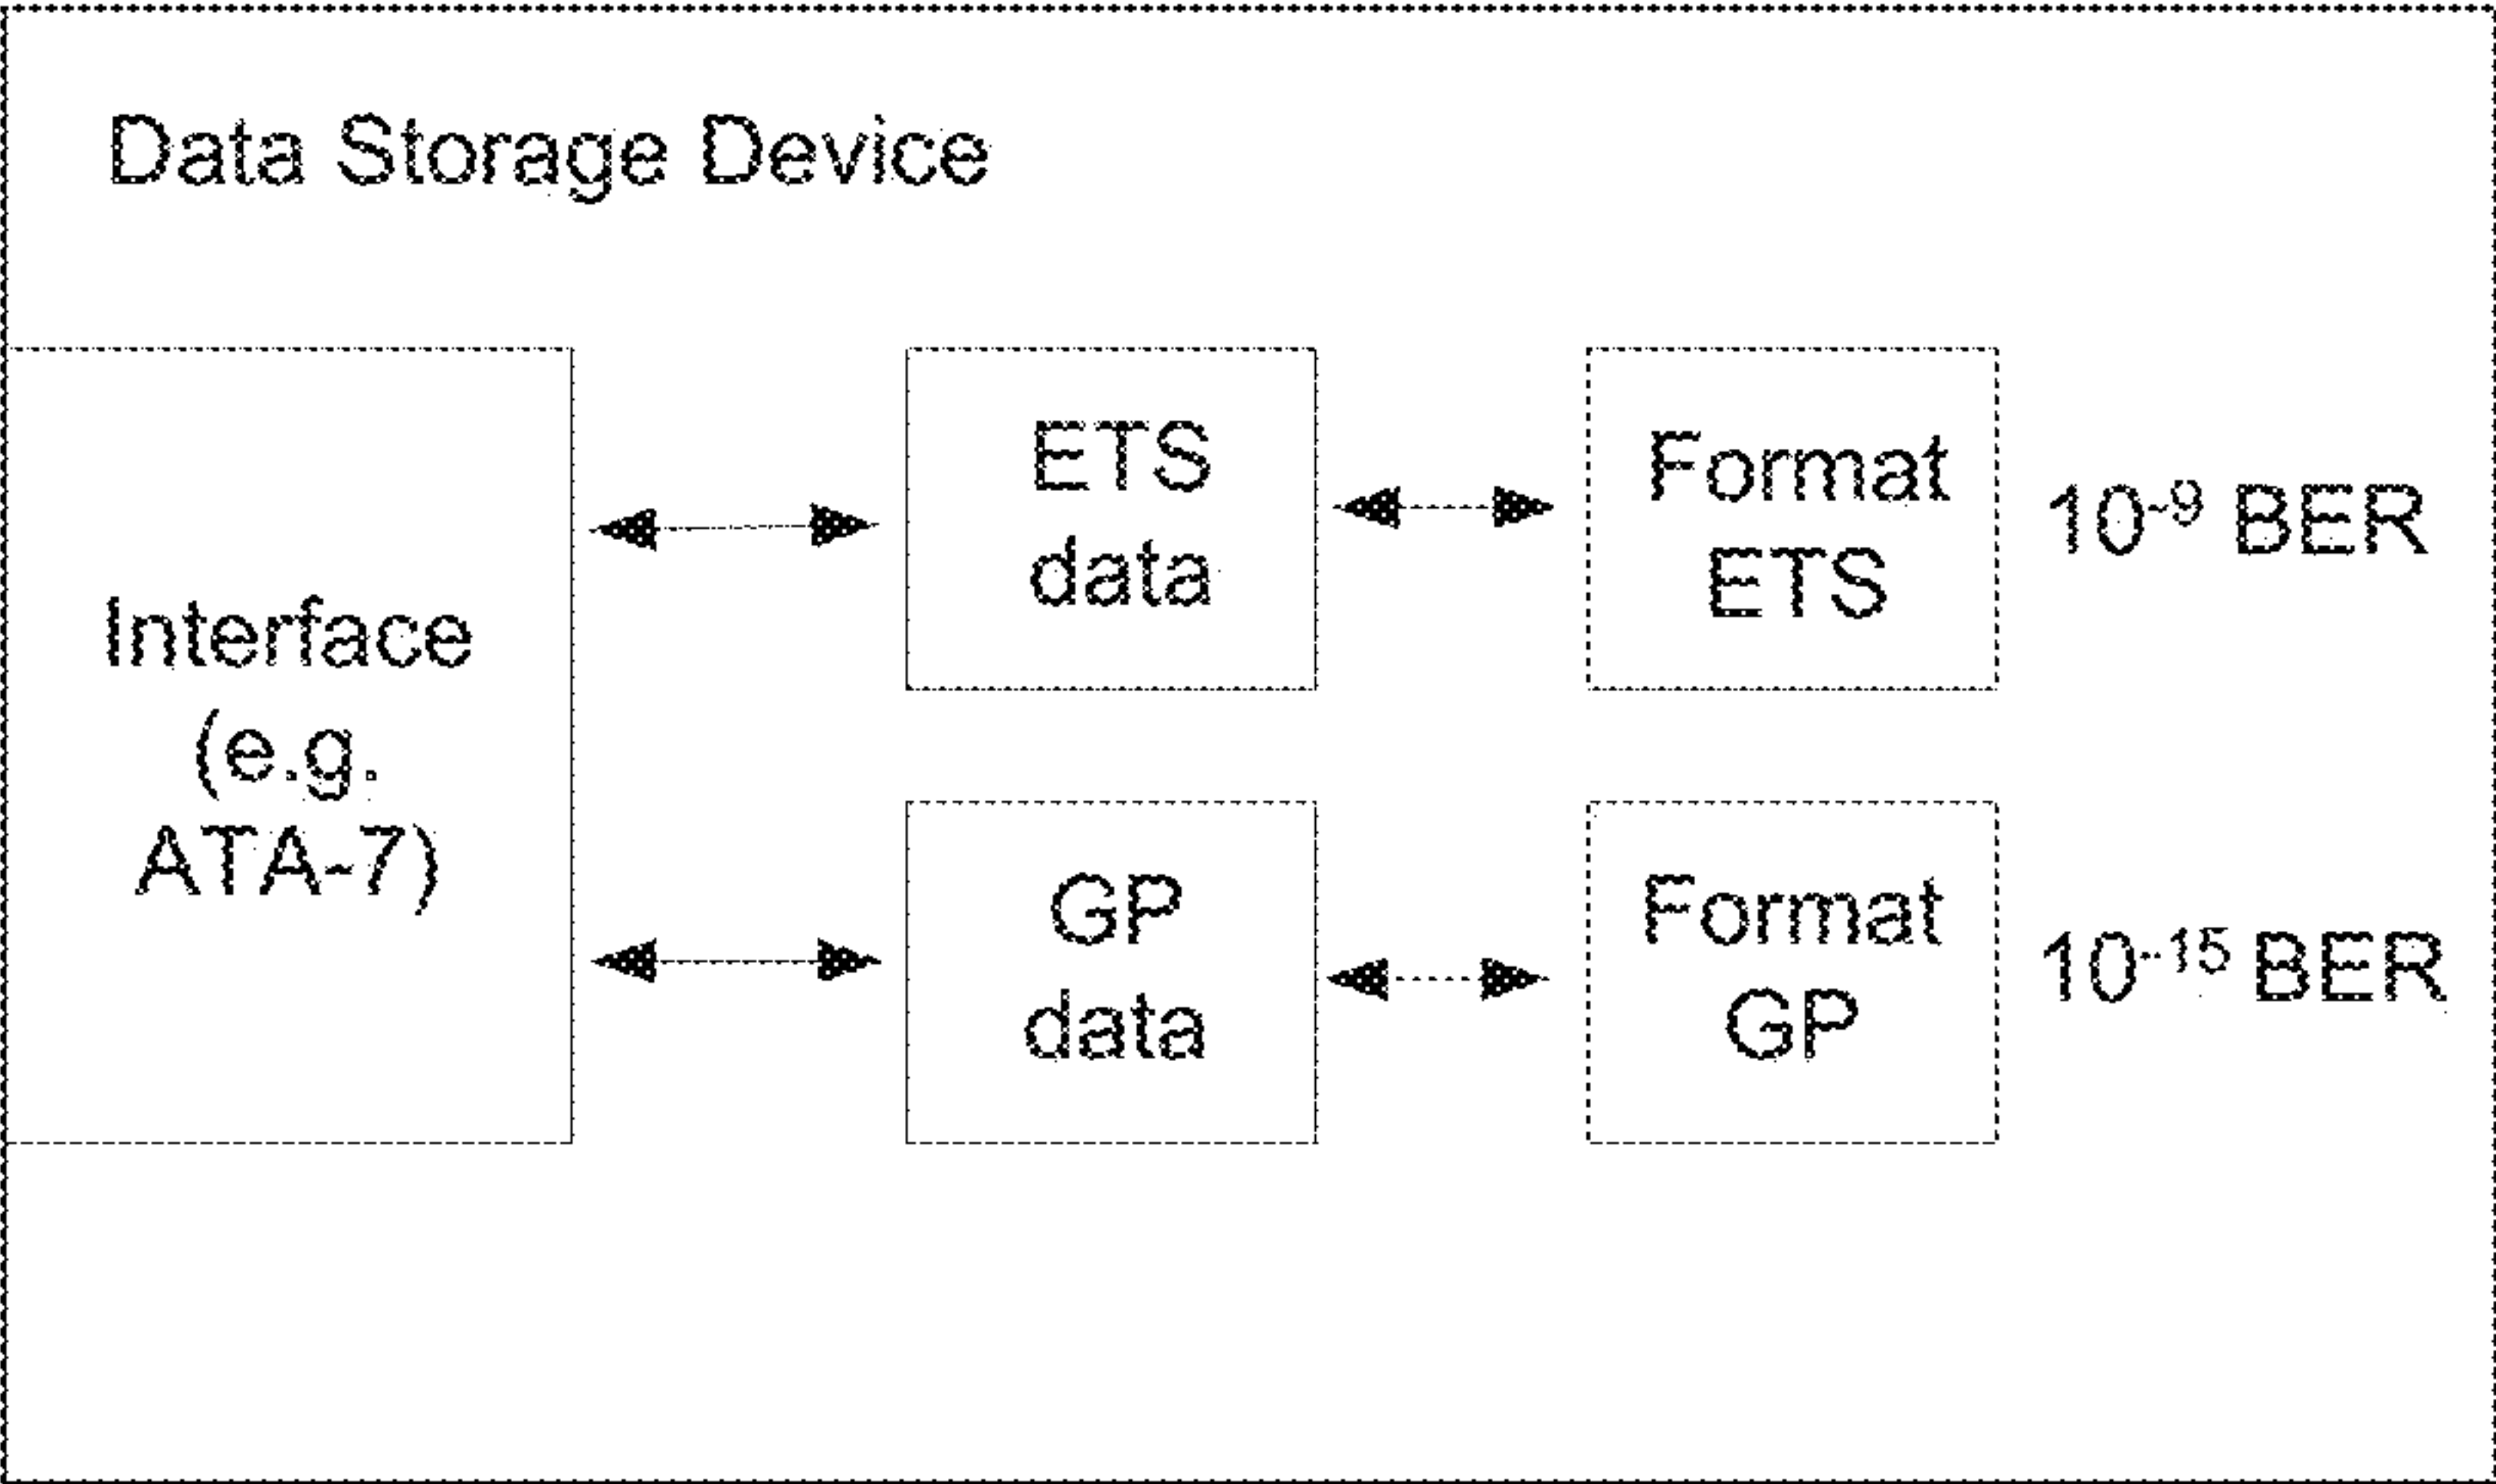 Data Storage Device
Interface
(e.g.
ATA-7)
ETS
data
Format
ETS
10⁻⁹ BER
GP
data
Format
GP
10⁻¹⁵ BER